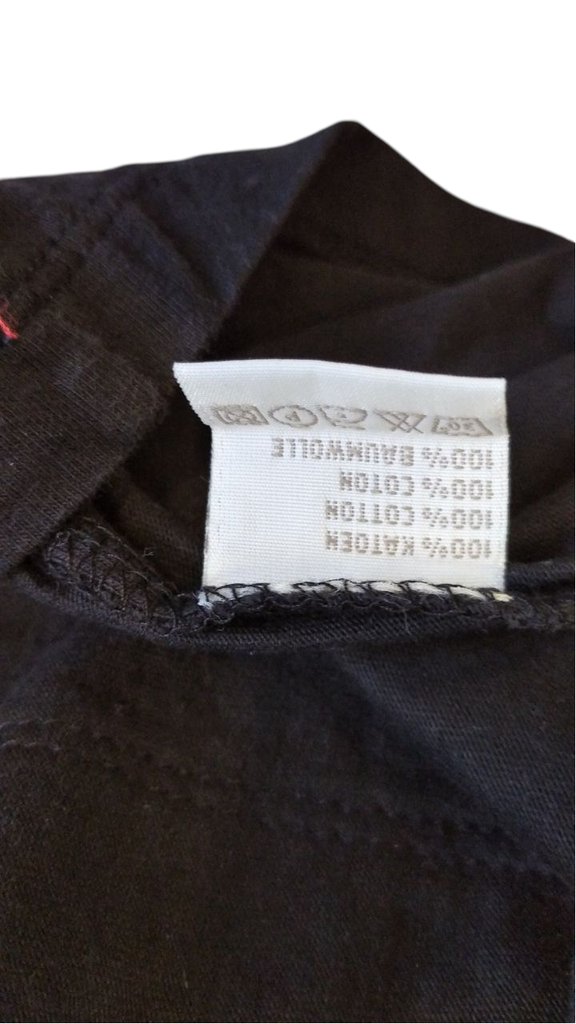 100% KATOEN
100% COTTON
100% COTON
100% BAUMWOLLE
P